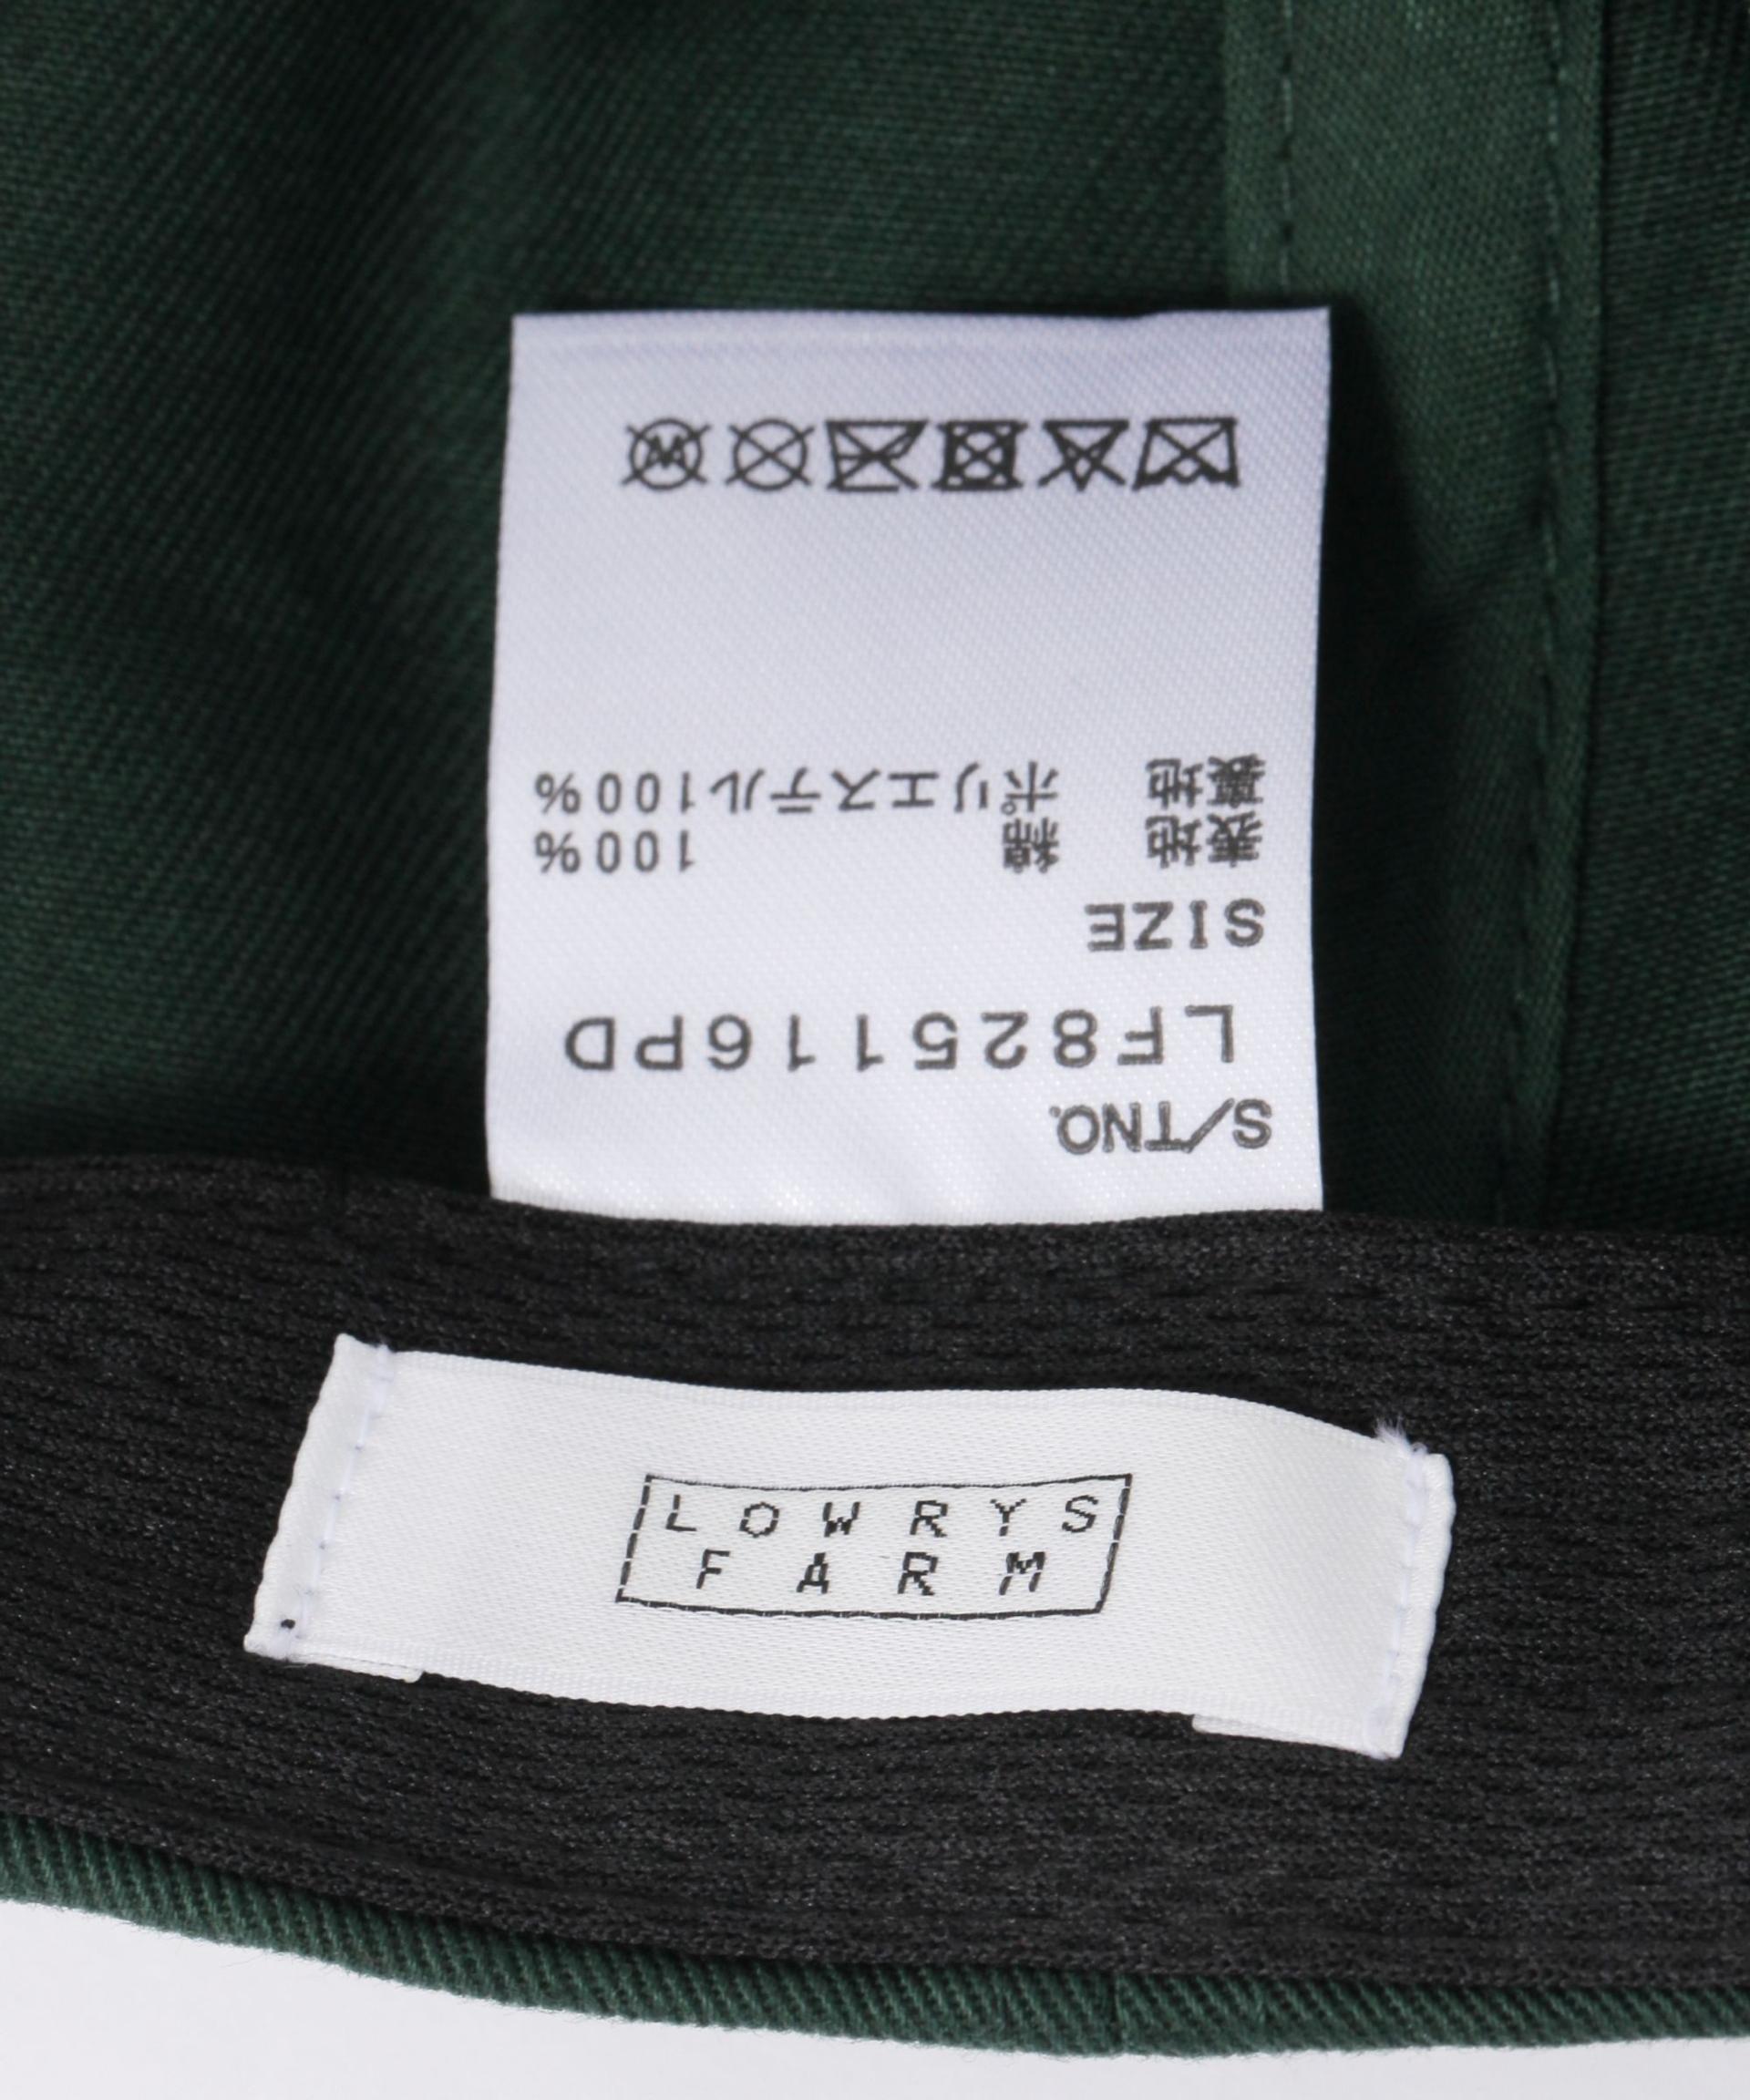 S/TNO.
LF825116PD
SIZE
表地 綿 100%
裏地 ポリエステル100%
LOWRYS
FARM